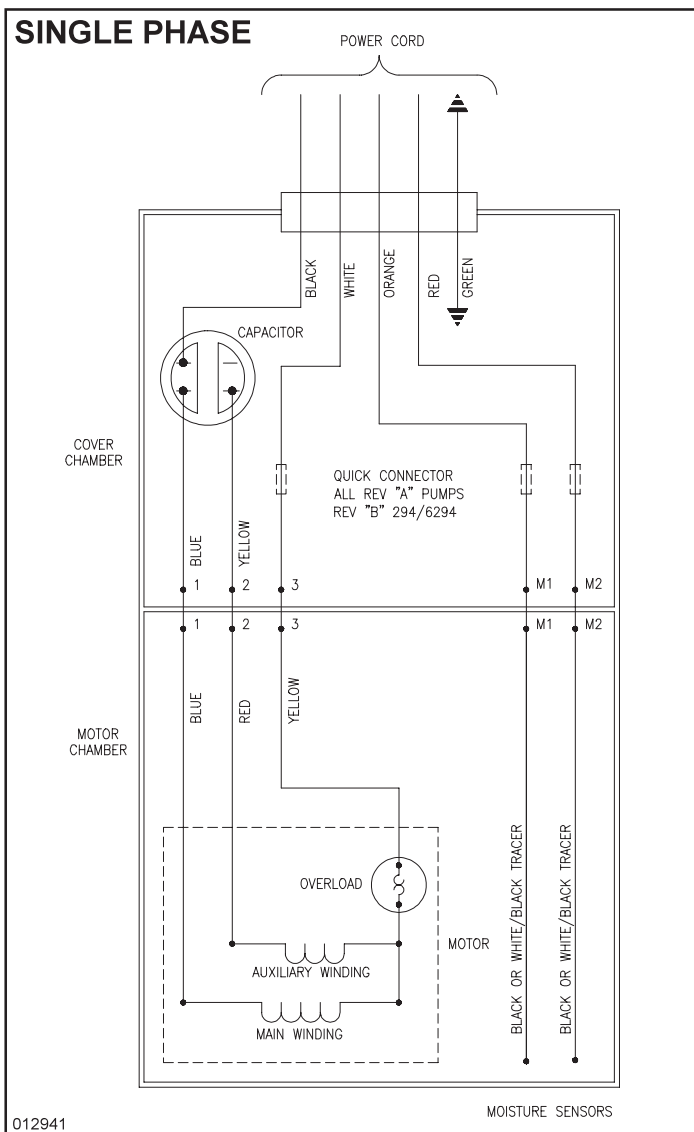 SINGLE PHASE
POWER CORD
BLACK
WHITE
ORANGE
RED
GREEN
CAPACITOR
COVER
CHAMBER
QUICK CONNECTOR
ALL REV "A" PUMPS
REV "B" 294/6294
BLUE
YELLOW
1
2
3
M1
M2
1
2
3
M1
M2
BLUE
RED
YELLOW
MOTOR
CHAMBER
BLACK OR WHITE/BLACK TRACER
BLACK OR WHITE/BLACK TRACER
OVERLOAD
MOTOR
AUXILIARY WINDING
MAIN WINDING
MOISTURE SENSORS
012941